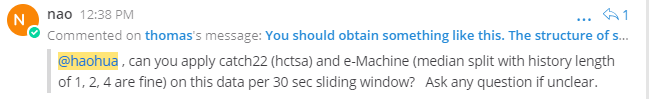 N nao 12:38 PM ... 1
Commented on thomas's message: You should obtain something like this. The structure of s...
@haohua , can you apply catch22 (hctsa) and e-Machine (median split with history length
of 1, 2, 4 are fine) on this data per 30 sec sliding window? Ask any question if unclear.